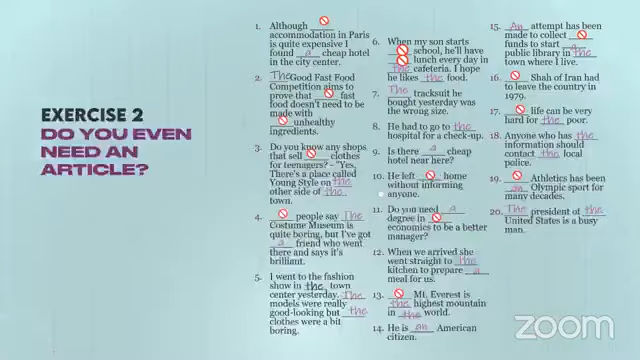 EXERCISE 2
DO YOU EVEN
NEED AN
ARTICLE?
1. Although
accommodation in Paris
is quite expensive I
found a cheap hotel
in the city center.
2. The Good Fast Food
Competition aims to
prove that fast
food doesn't need to be
made with
unhealthy
ingredients.
3. Do you know any shops
that sell clothes
for teenagers? – "Yes.
There's a place called
Young Style on the
other side of the
town.
4. people say The
Costume Museum is
quite boring, but I've got
a friend who went
there and says it's
brilliant.
5. I went to the fashion
show in the town
center yesterday. The
models were really
good-looking but the
clothes were a bit
boring.
6. When my son starts
school, he'll have
lunch every day in
the cafeteria. I hope
he likes the food.
7. The tracksuit he
bought yesterday was
the wrong size.
8. He had to go to the
hospital for a check-up.
9. Is there a cheap
hotel near here?
10. He left home
without informing
anyone.
11. Do you need a
degree in
economics to be a better
manager?
12. When we arrived she
went straight to the
kitchen to prepare a
meal for us.
13. Mt. Everest is
the highest mountain
in the world.
14. He is an American
citizen.
15. An attempt has been
made to collect
funds to start a
public library in the
town where I live.
16. Shah of Iran had
to leave the country in
1979.
17. life can be very
hard for the poor.
18. Anyone who has the
information should
contact the local
police.
19. Athletics has been
an Olympic sport for
many decades.
20. The president of the
United States is a busy
man.
zoom